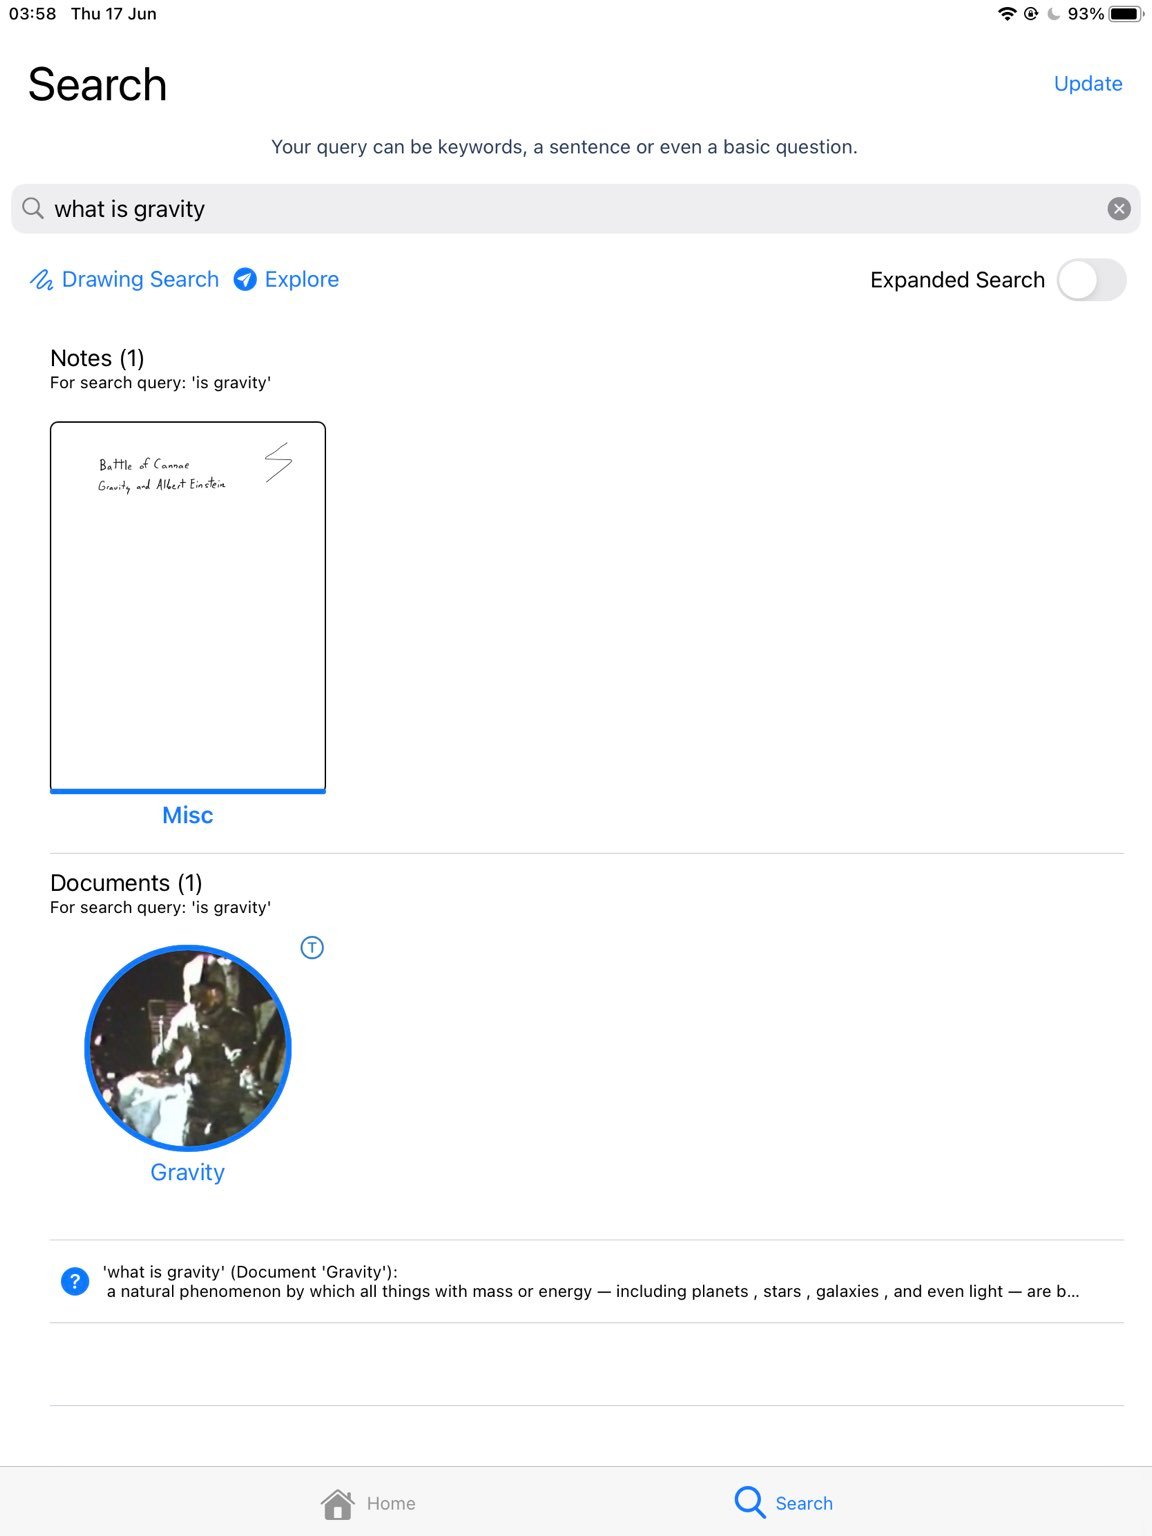 03:58 Thu 17 Jun 93%
Search Update
Your query can be keywords, a sentence or even a basic question.
what is gravity
Drawing Search Explore Expanded Search
Notes (1)
For search query: 'is gravity'
Battle of Cannae
Gravity and Albert Einstein
Misc
Documents (1)
For search query: 'is gravity'
T
Gravity
? 'what is gravity' (Document 'Gravity'):
a natural phenomenon by which all things with mass or energy — including planets , stars , galaxies , and even light — are b...
Home Search